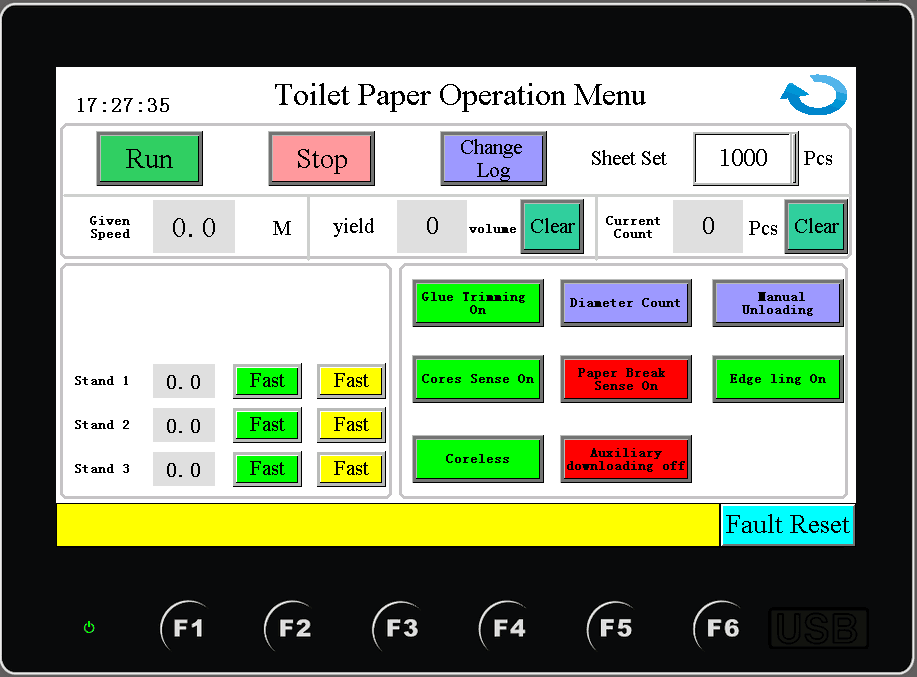 17:27:35
Toilet Paper Operation Menu
Run
Stop
Change
Log
Sheet Set
1000
Pcs
Given
Speed
0.0
M
yield
0
volume
Clear
Current
Count
0
Pcs
Clear
Glue Trimming
On
Diameter Count
Manual
Unloading
Stand 1
0.0
Fast
Fast
Cores Sense On
Paper Break
Sense On
Edge ling On
Stand 2
0.0
Fast
Fast
Stand 3
0.0
Fast
Fast
Coreless
Auxiliary
downloading off
Fault Reset
F1
F2
F3
F4
F5
F6
USB